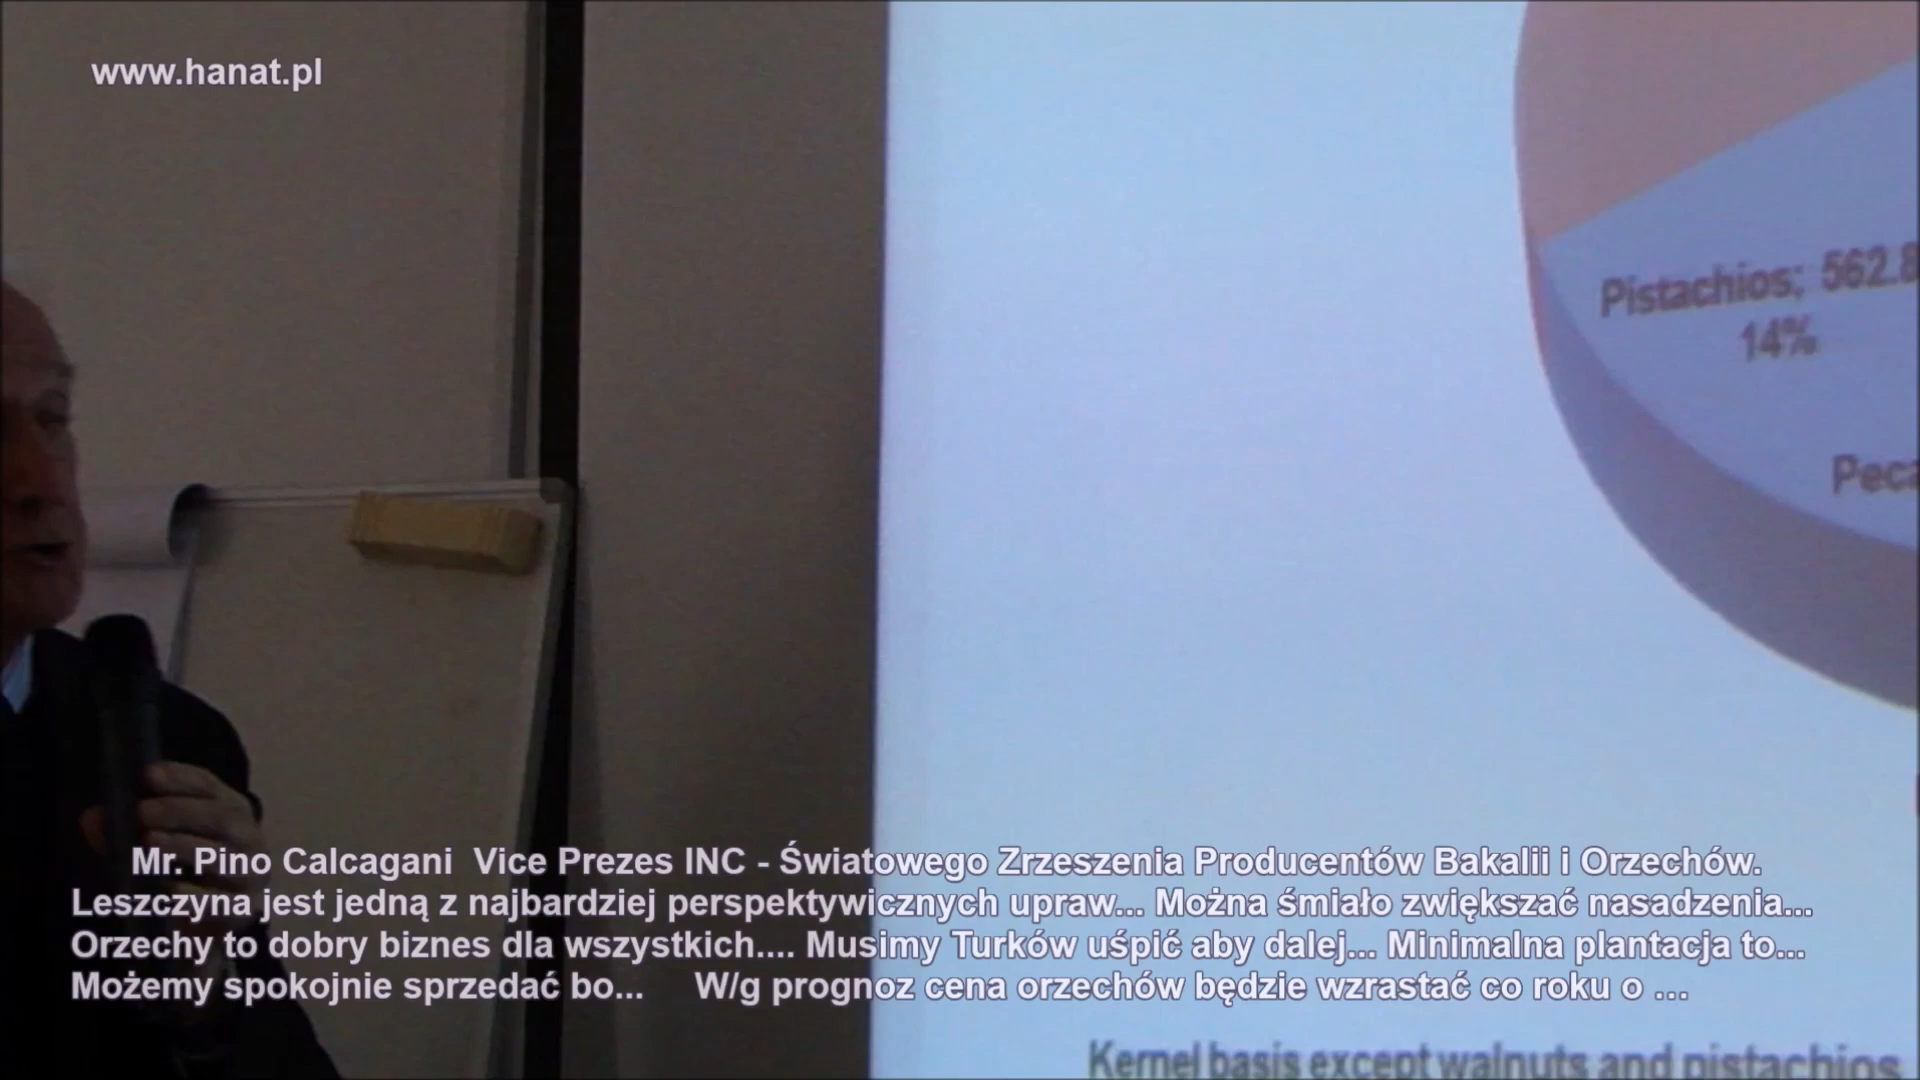 www.hanat.pl
Pistachios; 562.8
14%
Peca
Mr. Pino Calcagani Vice Prezes INC - Światowego Zrzeszenia Producentów Bakalii i Orzechów.
Leszczyna jest jedną z najbardziej perspektywicznych upraw... Można śmiało zwiększać nasadzenia...
Orzechy to dobry biznes dla wszystkich.... Musimy Turków uśpić aby dalej... Minimalna plantacja to...
Możemy spokojnie sprzedać bo... W/g prognoz cena orzechów będzie wzrastać co roku o ...
Kernel basis except walnuts and pistachios